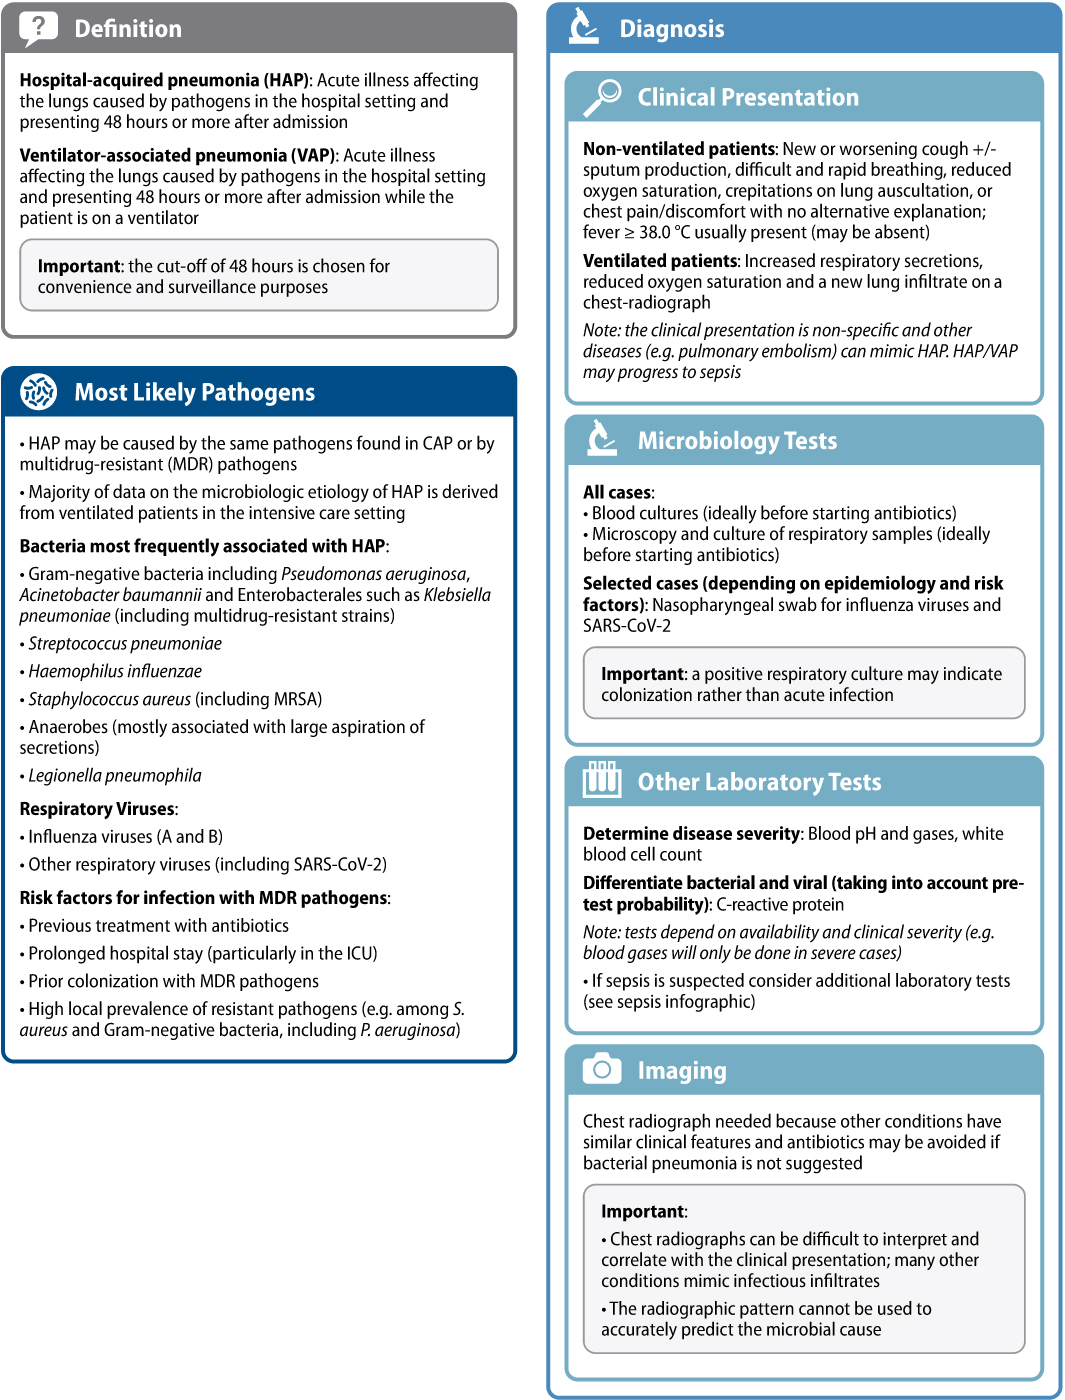 ?
Definition
Hospital-acquired pneumonia (HAP): Acute illness affecting
the lungs caused by pathogens in the hospital setting and
presenting 48 hours or more after admission
Ventilator-associated pneumonia (VAP): Acute illness
affecting the lungs caused by pathogens in the hospital setting
and presenting 48 hours or more after admission while the
patient is on a ventilator
Important: the cut-off of 48 hours is chosen for
convenience and surveillance purposes
Most Likely Pathogens
• HAP may be caused by the same pathogens found in CAP or by
multidrug-resistant (MDR) pathogens
• Majority of data on the microbiologic etiology of HAP is derived
from ventilated patients in the intensive care setting
Bacteria most frequently associated with HAP:
• Gram-negative bacteria including Pseudomonas aeruginosa,
Acinetobacter baumannii and Enterobacterales such as Klebsiella
pneumoniae (including multidrug-resistant strains)
• Streptococcus pneumoniae
• Haemophilus influenzae
• Staphylococcus aureus (including MRSA)
• Anaerobes (mostly associated with large aspiration of
secretions)
• Legionella pneumophila
Respiratory Viruses:
• Influenza viruses (A and B)
• Other respiratory viruses (including SARS-CoV-2)
Risk factors for infection with MDR pathogens:
• Previous treatment with antibiotics
• Prolonged hospital stay (particularly in the ICU)
• Prior colonization with MDR pathogens
• High local prevalence of resistant pathogens (e.g. among S.
aureus and Gram-negative bacteria, including P. aeruginosa)
Diagnosis
Clinical Presentation
Non-ventilated patients: New or worsening cough +/-
sputum production, difficult and rapid breathing, reduced
oxygen saturation, crepitations on lung auscultation, or
chest pain/discomfort with no alternative explanation;
fever ≥ 38.0 °C usually present (may be absent)
Ventilated patients: Increased respiratory secretions,
reduced oxygen saturation and a new lung infiltrate on a
chest-radiograph
Note: the clinical presentation is non-specific and other
diseases (e.g. pulmonary embolism) can mimic HAP. HAP/VAP
may progress to sepsis
Microbiology Tests
All cases:
• Blood cultures (ideally before starting antibiotics)
• Microscopy and culture of respiratory samples (ideally
before starting antibiotics)
Selected cases (depending on epidemiology and risk
factors): Nasopharyngeal swab for influenza viruses and
SARS-CoV-2
Important: a positive respiratory culture may indicate
colonization rather than acute infection
Other Laboratory Tests
Determine disease severity: Blood pH and gases, white
blood cell count
Differentiate bacterial and viral (taking into account pre-
test probability): C-reactive protein
Note: tests depend on availability and clinical severity (e.g.
blood gases will only be done in severe cases)
• If sepsis is suspected consider additional laboratory tests
(see sepsis infographic)
Imaging
Chest radiograph needed because other conditions have
similar clinical features and antibiotics may be avoided if
bacterial pneumonia is not suggested
Important:
• Chest radiographs can be difficult to interpret and
correlate with the clinical presentation; many other
conditions mimic infectious infiltrates
• The radiographic pattern cannot be used to
accurately predict the microbial cause